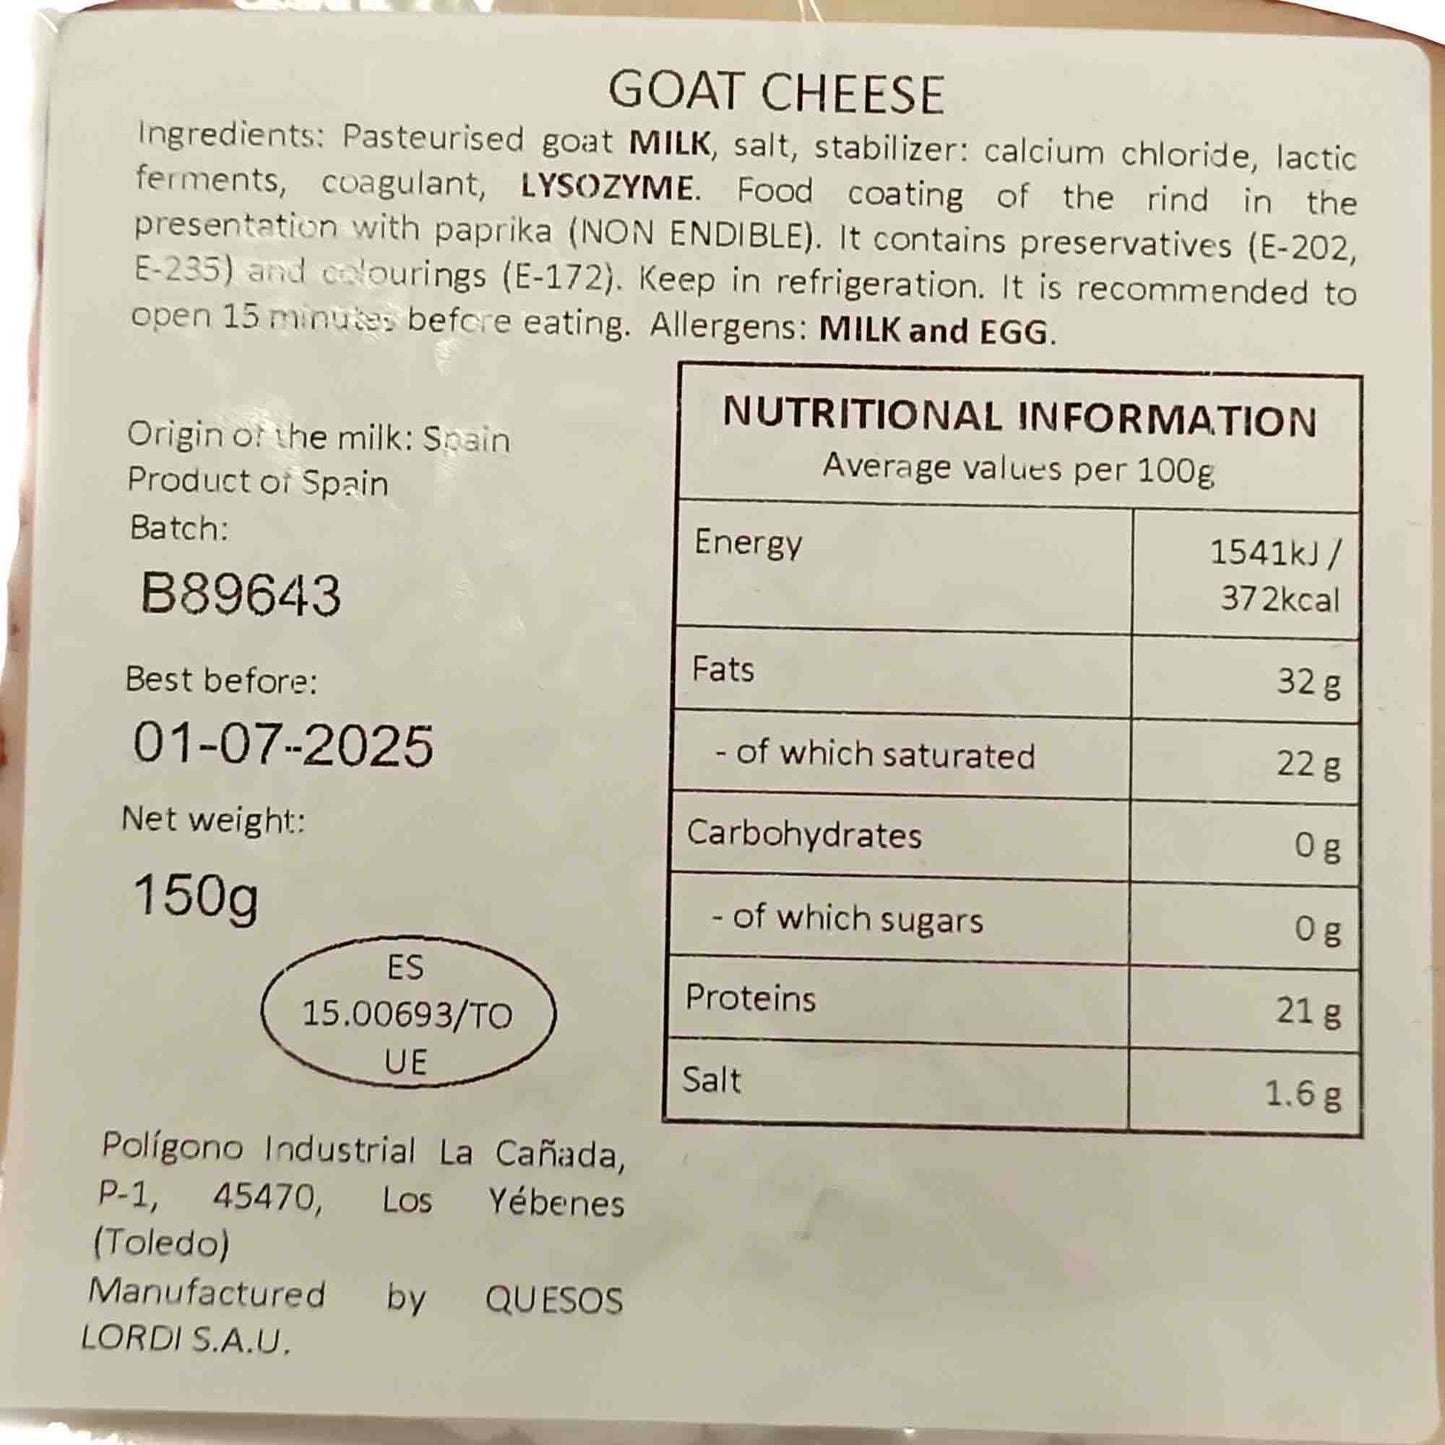 GOAT CHEESE
Ingredients: Pasteurised goat MILK, salt, stabilizer: calcium chloride, lactic
ferments, coagulant, LYSOZYME. Food coating of the rind in the
presentation with paprika (NON ENDIBLE). It contains preservatives (E-202,
E-235) and colourings (E-172). Keep in refrigeration. It is recommended to
open 15 minutes before eating. Allergens: MILK and EGG.
Origin of the milk: Spain
Product of Spain
Batch:
B89643
Best before:
01-07-2025
Net weight:
150g
ES
15.00693/TO
UE
Polígono Industrial La Cañada,
P-1, 45470, Los Yébenes
(Toledo)
Manufactured by QUESOS
LORDI S.A.U.
NUTRITIONAL INFORMATION
Average values per 100g
Energy 1541kJ /
372kcal
Fats 32 g
- of which saturated 22 g
Carbohydrates 0 g
- of which sugars 0 g
Proteins 21 g
Salt 1.6 g